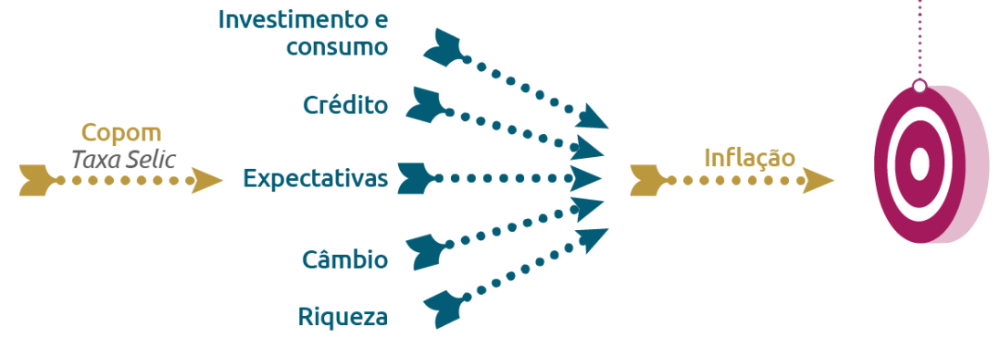 Investimento e
consumo
Crédito
Copom
Taxa Selic
Expectativas
Inflação
Câmbio
Riqueza